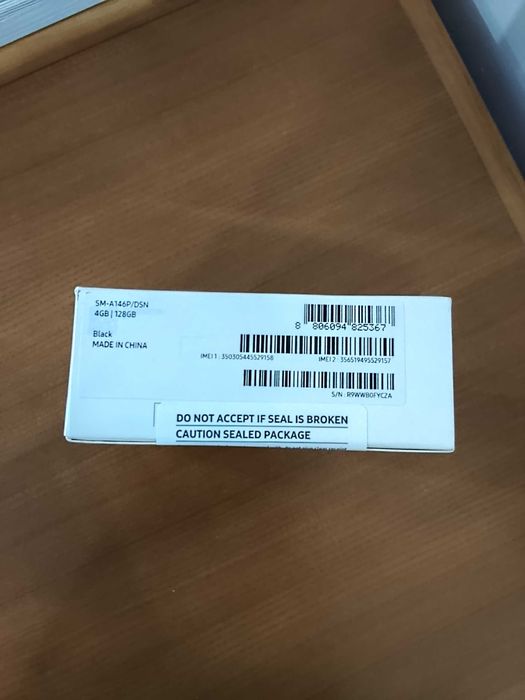 SM-A146P/DSN
4GB | 128GB
Black
MADE IN CHINA
8 806094 825367
IMEI 1 : 350305445529158
IMEI 2 : 356519495529157
S/N : R9WWB0FYCZA
DO NOT ACCEPT IF SEAL IS BROKEN
CAUTION SEALED PACKAGE